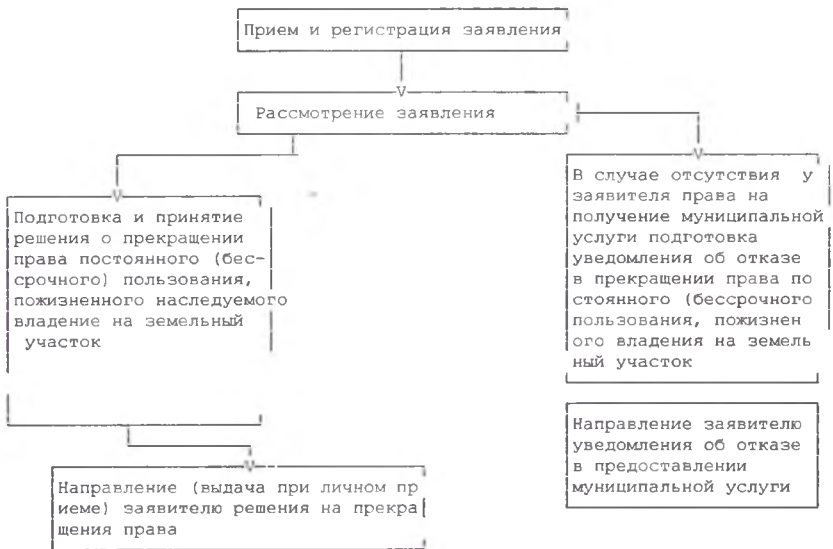 Прием и регистрация заявления
Рассмотрение заявления
Подготовка и принятие
решения о прекращении
права постоянного (бес-
срочного) пользования,
пожизненного наследуемого
владение на земельный
участок
В случае отсутствия у
заявителя права на
получение муниципальной
услуги подготовка
уведомления об отказе
в прекращении права по
стоянного (бессрочного
пользования, пожизнен
ого владения на земель
ный участок
Направление заявителю
уведомления об отказе
в предоставлении
муниципальной услуги
Направление (выдача при личном пр
иеме) заявителю решения на прекра
щения права